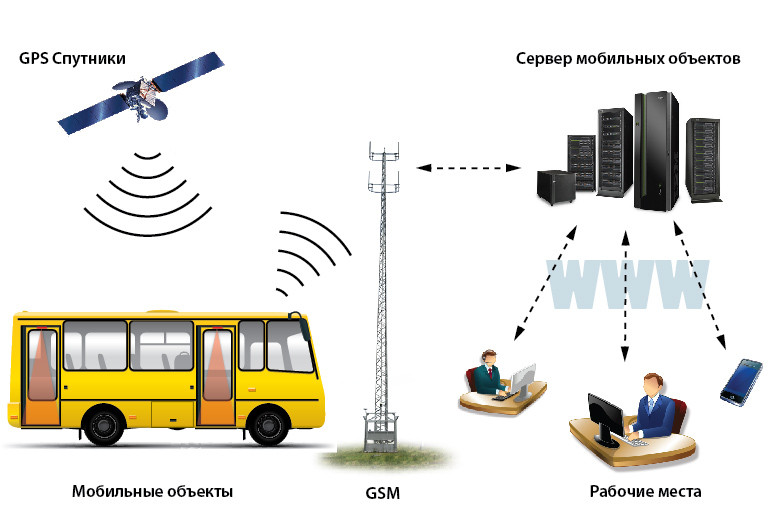 GPS Спутники
Сервер мобильных объектов
WWW
Мобильные объекты
GSM
Рабочие места